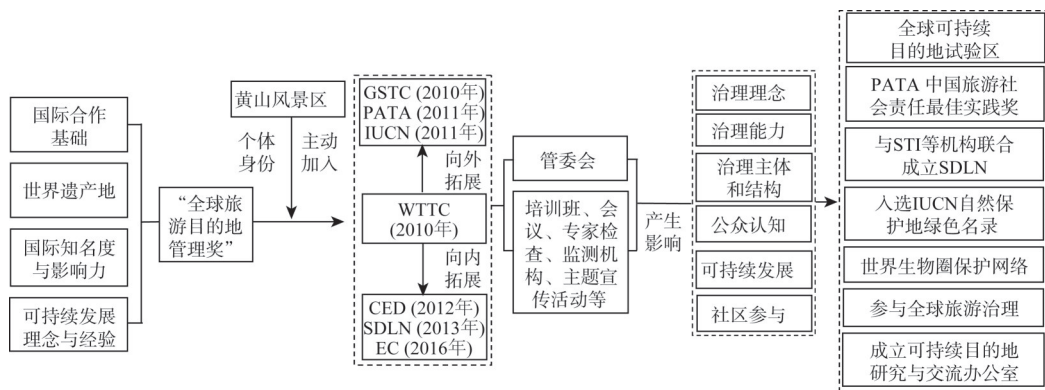 国际合作
基础
世界遗产地
国际知名度
与影响力
可持续发展
理念与经验
“全球旅
游目的地
管理奖”
黄山风景区
个体
身份
主动
加入
GSTC (2010年)
PATA (2011年)
IUCN (2011年)
向外
拓展
WTTC
(2010年)
向内
拓展
CED (2012年)
SDLN (2013年)
EC (2016年)
管委会
培训班、会
议、专家检
查、监测机
构、主题宣
传活动等
产生
影响
治理理念
治理能力
治理主体
和结构
公众认知
可持续发展
社区参与
全球可持续
目的地试验区
PATA 中国旅游社
会责任最佳实践奖
与STI等机构联合
成立SDLN
入选IUCN自然保
护地绿色名录
世界生物圈保护网络
参与全球旅游治理
成立可持续目的地
研究与交流办公室